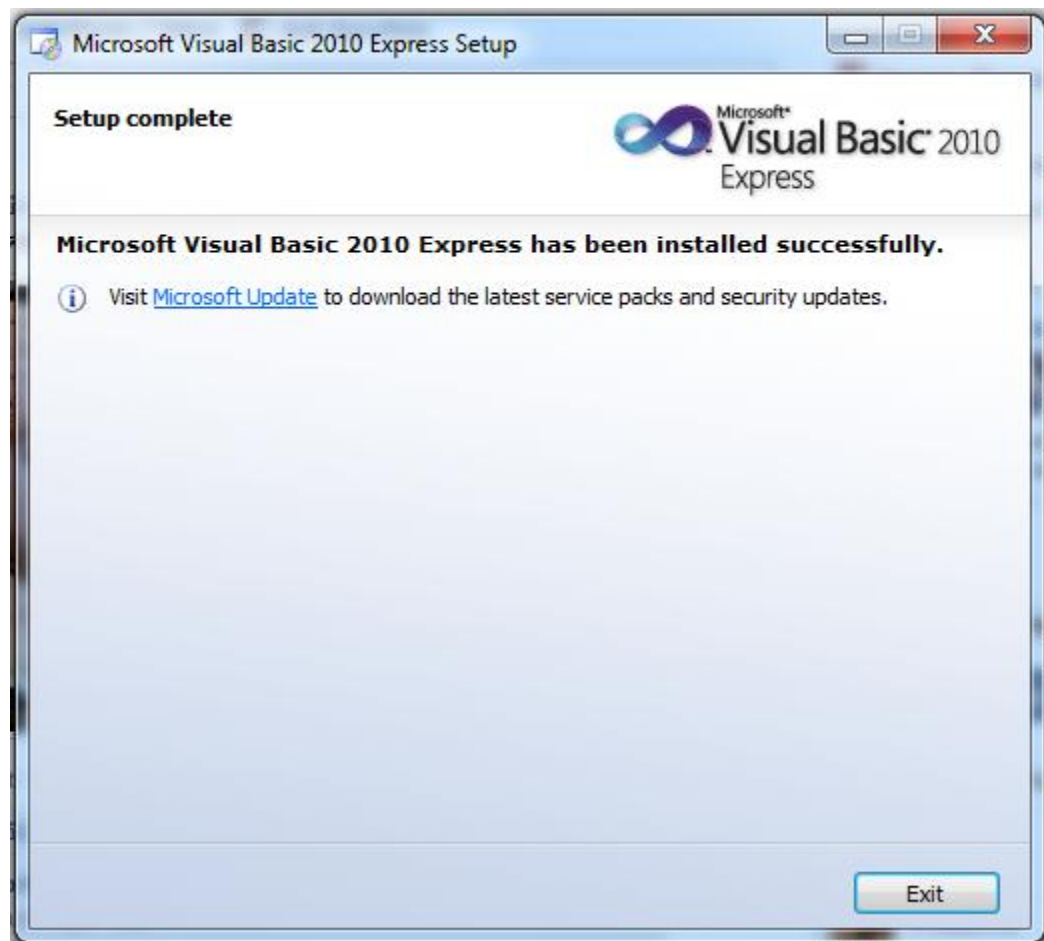 Microsoft Visual Basic 2010 Express Setup
Setup complete
Microsoft®
Visual Basic® 2010
Express
Microsoft Visual Basic 2010 Express has been installed successfully.
Visit Microsoft Update to download the latest service packs and security updates.
Exit